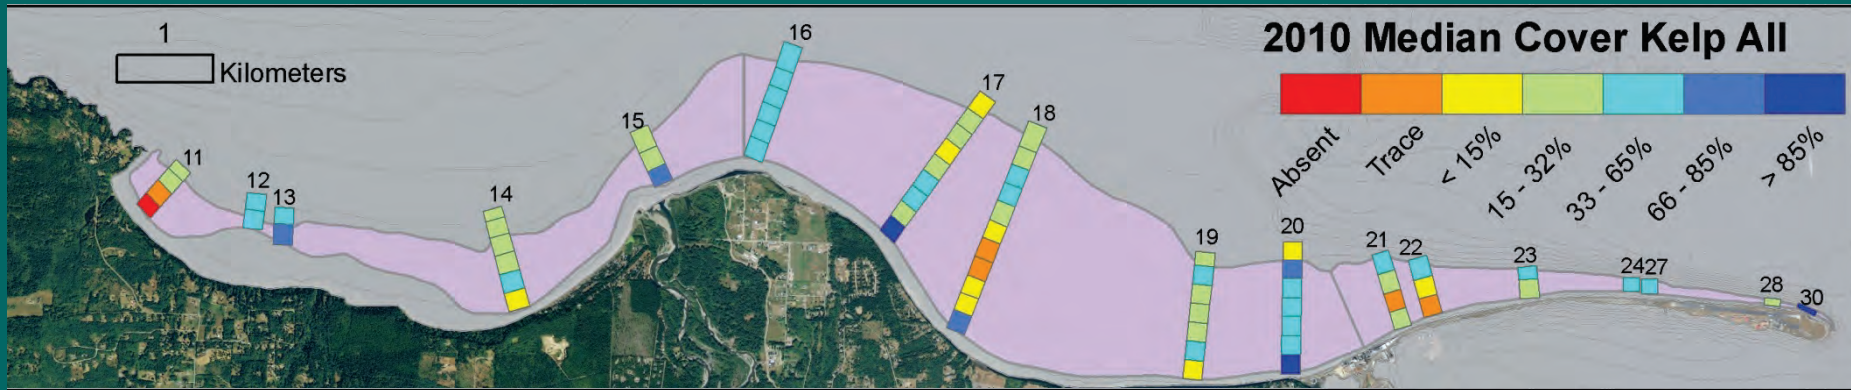 2010 Median Cover Kelp All
1
Kilometers
Absent
Trace
< 15%
15 - 32%
33 - 65%
66 - 85%
> 85%
11
12
13
14
15
16
17
18
19
20
21
22
23
24
27
28
30